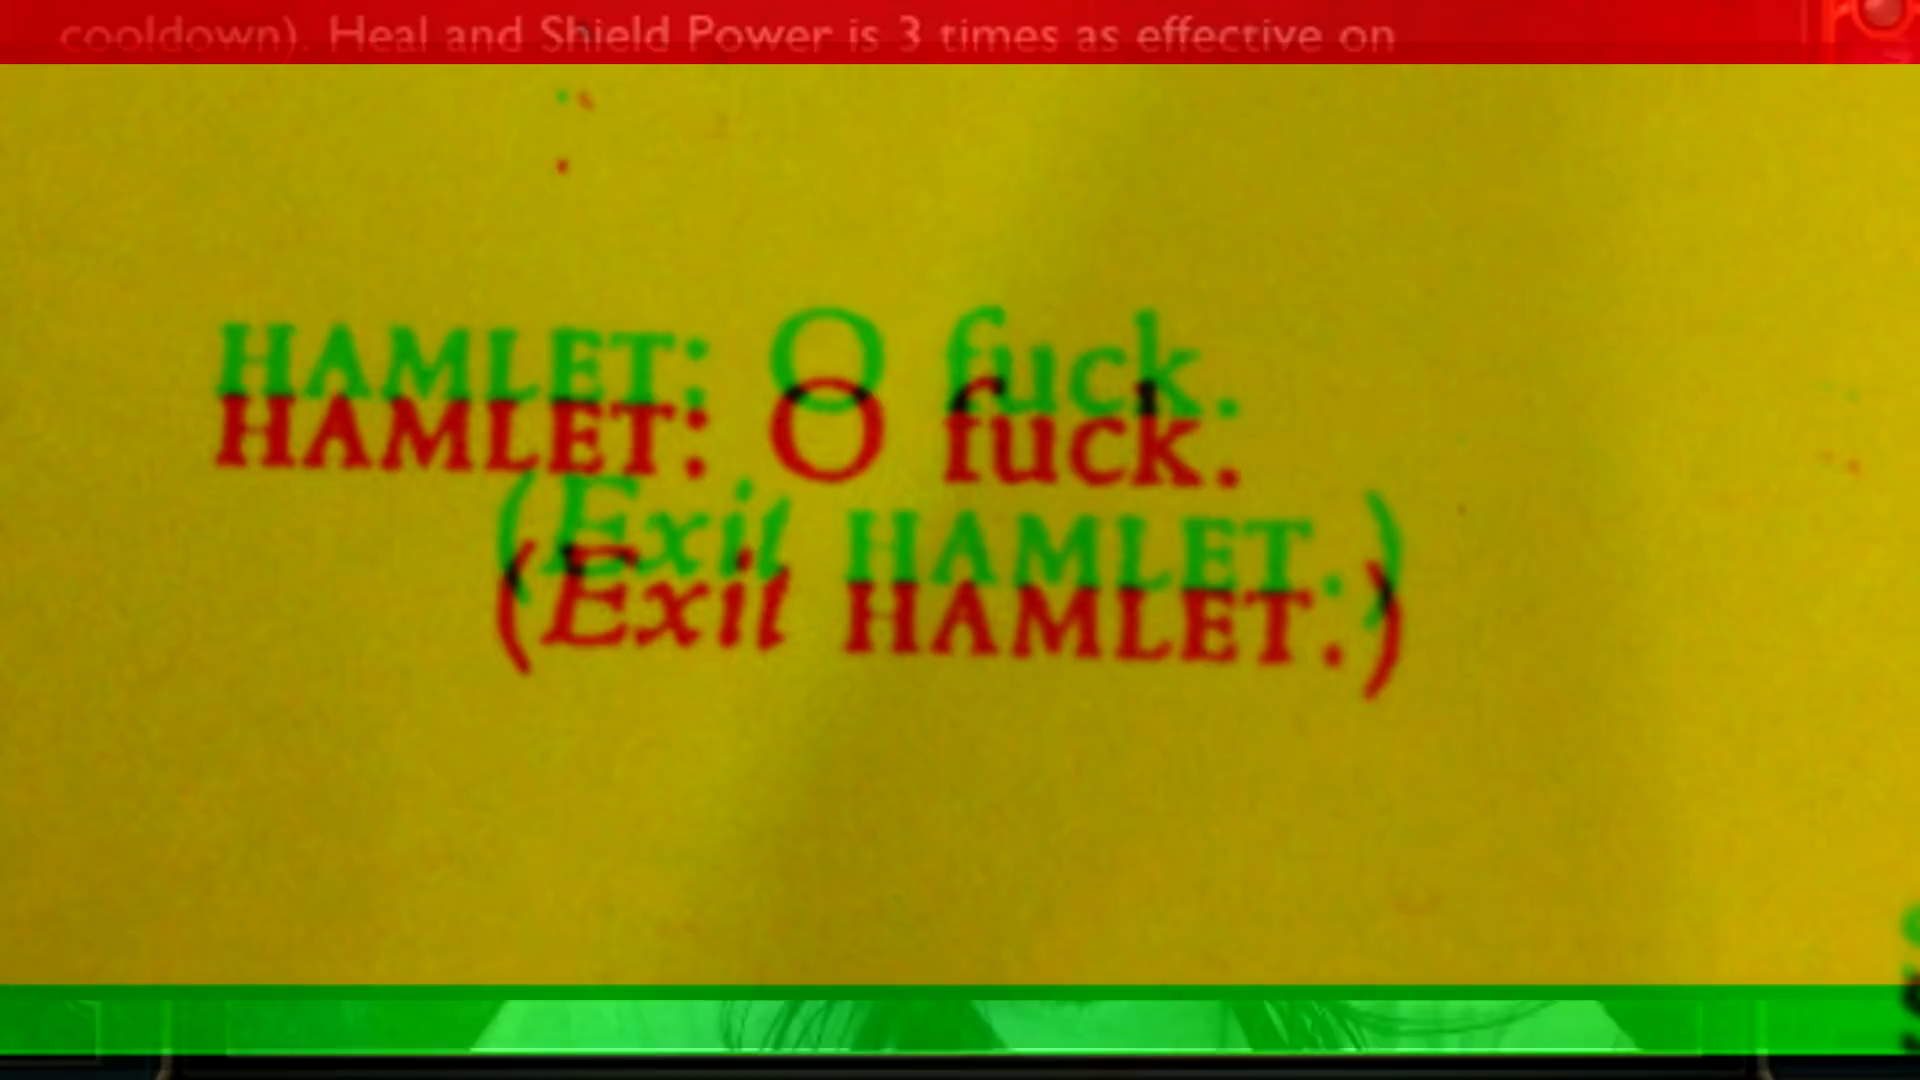 cooldown). Heal and Shield Power is 3 times as effective on
HAMLET: O fuck.
HAMLET: O fuck.
(Exit HAMLET.)
(Exit HAMLET.)